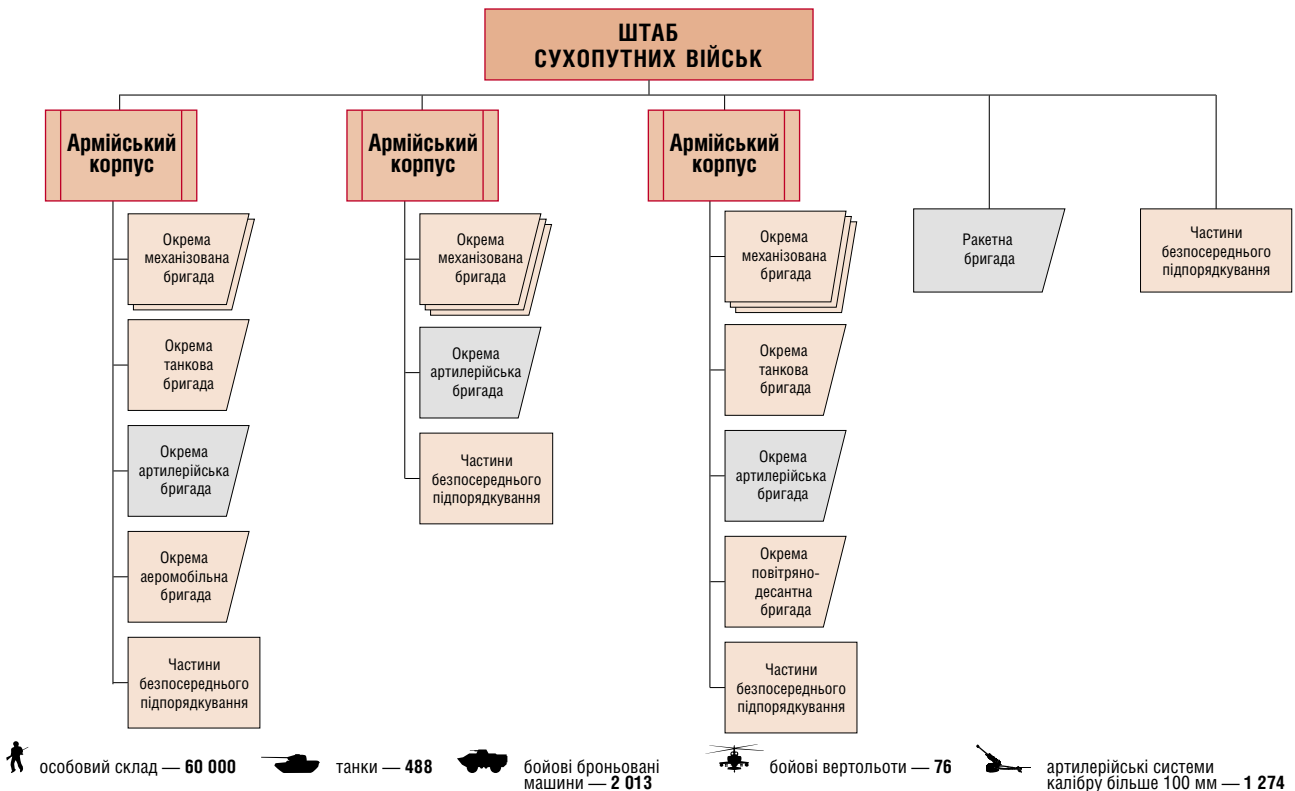 ШТАБ
СУХОПУТНИХ ВІЙСЬК
Армійський
корпус
Окрема
механізована
бригада
Окрема
танкова
бригада
Окрема
артилерійська
бригада
Окрема
аеромобільна
бригада
Частини
безпосереднього
підпорядкування
Армійський
корпус
Окрема
механізована
бригада
Окрема
артилерійська
бригада
Частини
безпосереднього
підпорядкування
Армійський
корпус
Окрема
механізована
бригада
Окрема
танкова
бригада
Окрема
артилерійська
бригада
Окрема
повітряно-
десантна
бригада
Частини
безпосереднього
підпорядкування
Ракетна
бригада
Частини
безпосереднього
підпорядкування
особовий склад — 60 000
танки — 488
бойові броньовані
машини — 2 013
бойові вертольоти — 76
артилерійські системи
калібру більше 100 мм — 1 274